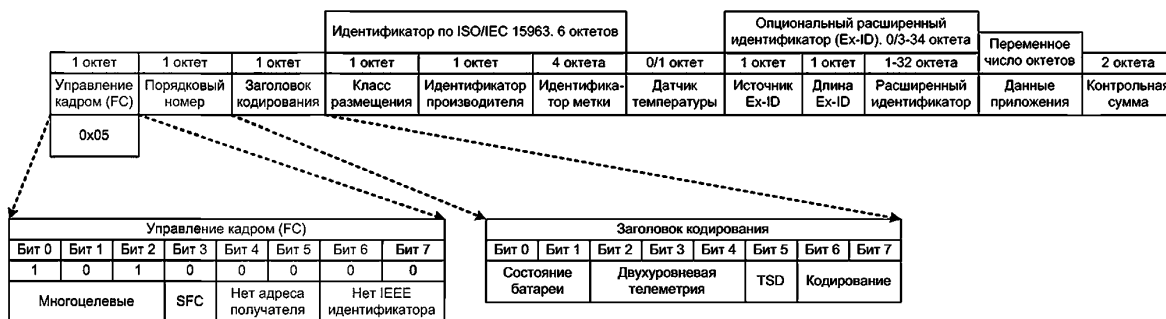 Идентификатор по ISO/IEC 15963. 6 октетов
Опциональный расширенный
идентификатор (Ex-ID). 0/3-34 октета
Переменное
число октетов
1 октет 1 октет 1 октет 1 октет 1 октет 4 октета 0/1 октет 1 октет 1 октет 1-32 октета 2 октета
Управление Порядковый Заголовок Класс Идентификатор Идентифика- Датчик Источник Длина Расширенный Данные Контрольная
кадром (FC) номер кодирования размещения производителя тор метки температуры Ex-ID Ex-ID идентификатор приложения сумма
0x05
Управление кадром (FC)
Бит 0 Бит 1 Бит 2 Бит 3 Бит 4 Бит 5 Бит 6 Бит 7
1 0 1 0 0 0 0 0
Многоцелевые SFC Нет адреса Нет IEEE
получателя идентификатора
Заголовок кодирования
Бит 0 Бит 1 Бит 2 Бит 3 Бит 4 Бит 5 Бит 6 Бит 7
Состояние Двухуровневая TSD Кодирование
батареи телеметрия